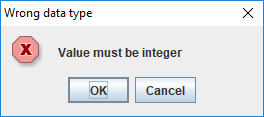 Wrong data type
Value must be integer
OK
Cancel